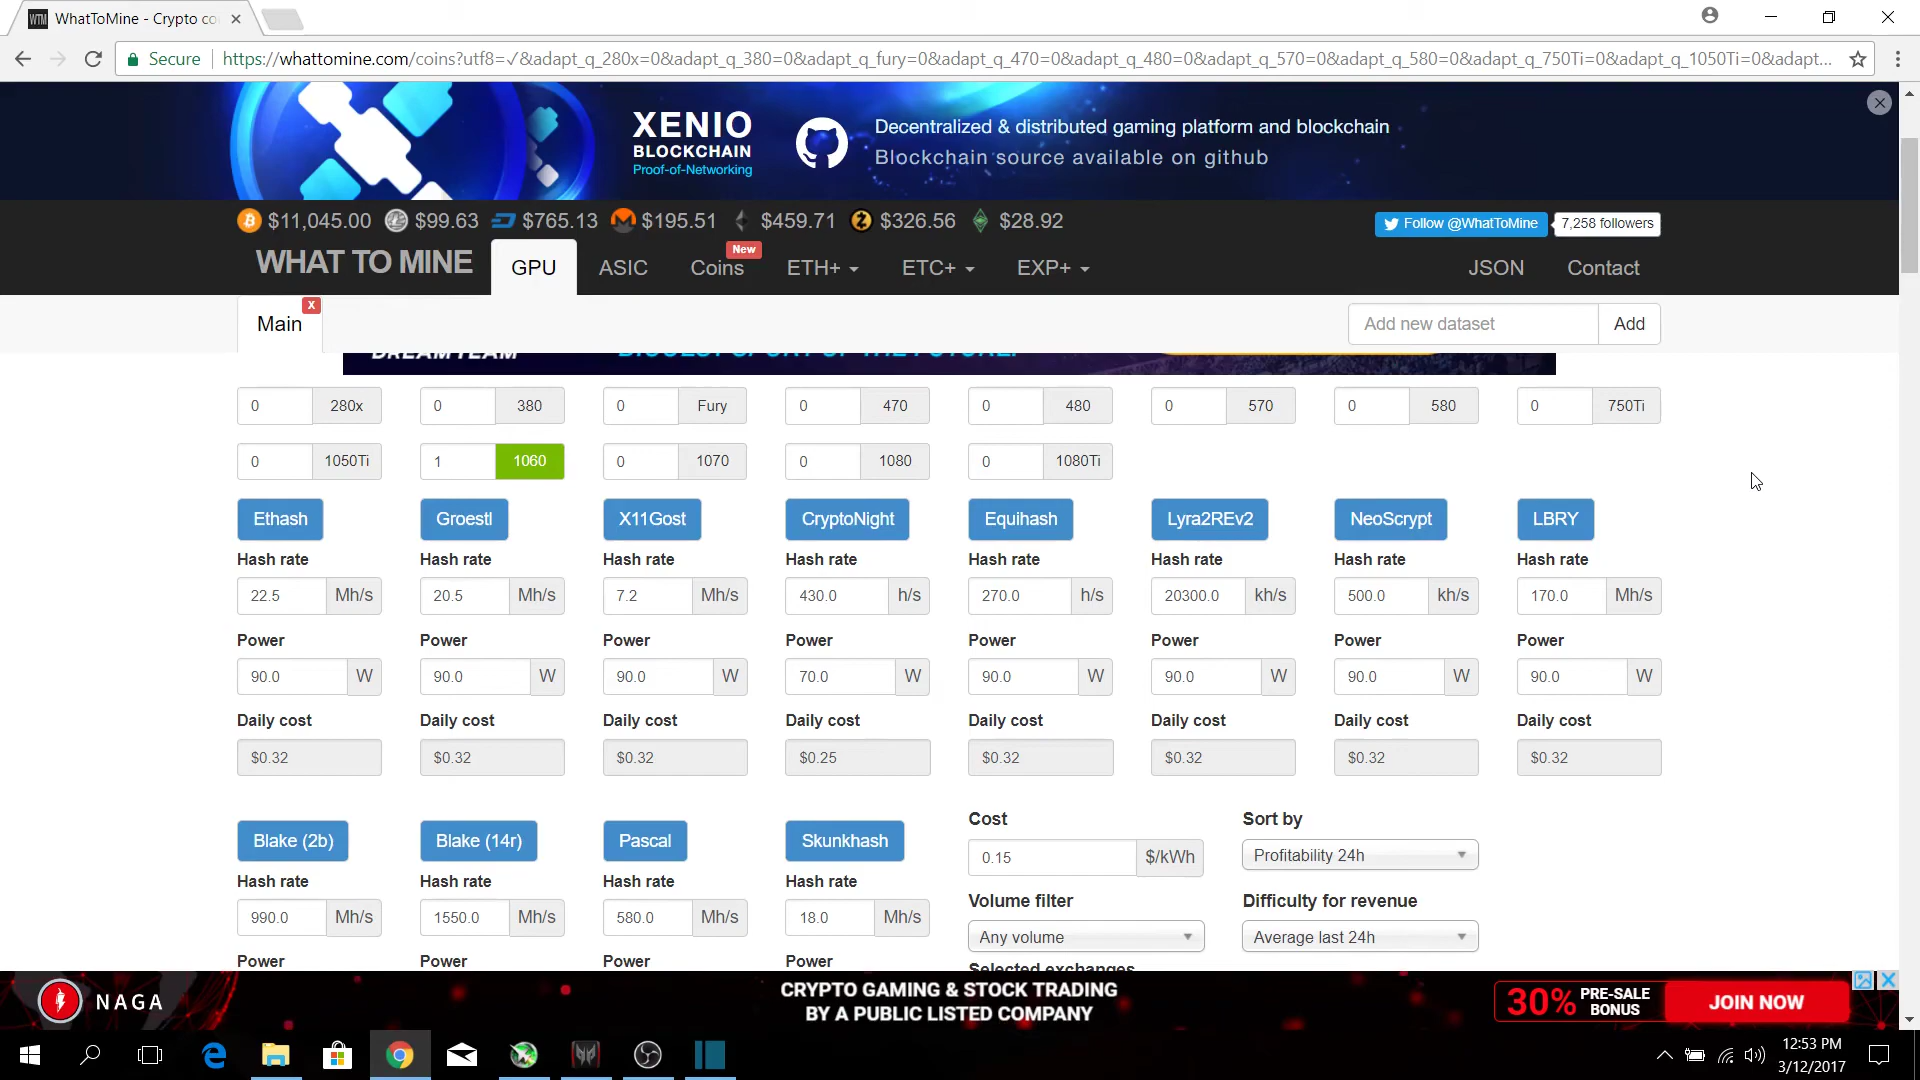 WTM WhatToMine - Crypto co
Secure https://whattomine.com/coins?utf8=✓&adapt_q_280x=0&adapt_q_380=0&adapt_q_fury=0&adapt_q_470=0&adapt_q_480=0&adapt_q_570=0&adapt_q_580=0&adapt_q_750Ti=0&adapt_q_1050Ti=0&adapt...
XENIO
BLOCKCHAIN
Proof-of-Networking
Decentralized & distributed gaming platform and blockchain
Blockchain source available on github
$11,045.00 $99.63 $765.13 $195.51 $459.71 $326.56 $28.92
Follow @WhatToMine 7,258 followers
WHAT TO MINE GPU ASIC Coins New ETH+ ETC+ EXP+ JSON Contact
Main x Add new dataset Add
DREAM TEAM
0 280x 0 380 0 Fury 0 470 0 480 0 570 0 580 0 750Ti
0 1050Ti 1 1060 0 1070 0 1080 0 1080Ti
Ethash Groestl X11Gost CryptoNight Equihash Lyra2REv2 NeoScrypt LBRY
Hash rate Hash rate Hash rate Hash rate Hash rate Hash rate Hash rate Hash rate
22.5 Mh/s 20.5 Mh/s 7.2 Mh/s 430.0 h/s 270.0 h/s 20300.0 kh/s 500.0 kh/s 170.0 Mh/s
Power Power Power Power Power Power Power Power
90.0 W 90.0 W 90.0 W 70.0 W 90.0 W 90.0 W 90.0 W 90.0 W
Daily cost Daily cost Daily cost Daily cost Daily cost Daily cost Daily cost Daily cost
$0.32 $0.32 $0.32 $0.25 $0.32 $0.32 $0.32 $0.32
Blake (2b) Blake (14r) Pascal Skunkhash
Hash rate Hash rate Hash rate Hash rate
990.0 Mh/s 1550.0 Mh/s 580.0 Mh/s 18.0 Mh/s
Power Power Power Power
Cost Sort by
0.15 $/kWh Profitability 24h
Volume filter Difficulty for revenue
Any volume Average last 24h
Selected exchanges
NAGA
CRYPTO GAMING & STOCK TRADING
BY A PUBLIC LISTED COMPANY
30% PRE-SALE
BONUS
JOIN NOW
12:53 PM
3/12/2017